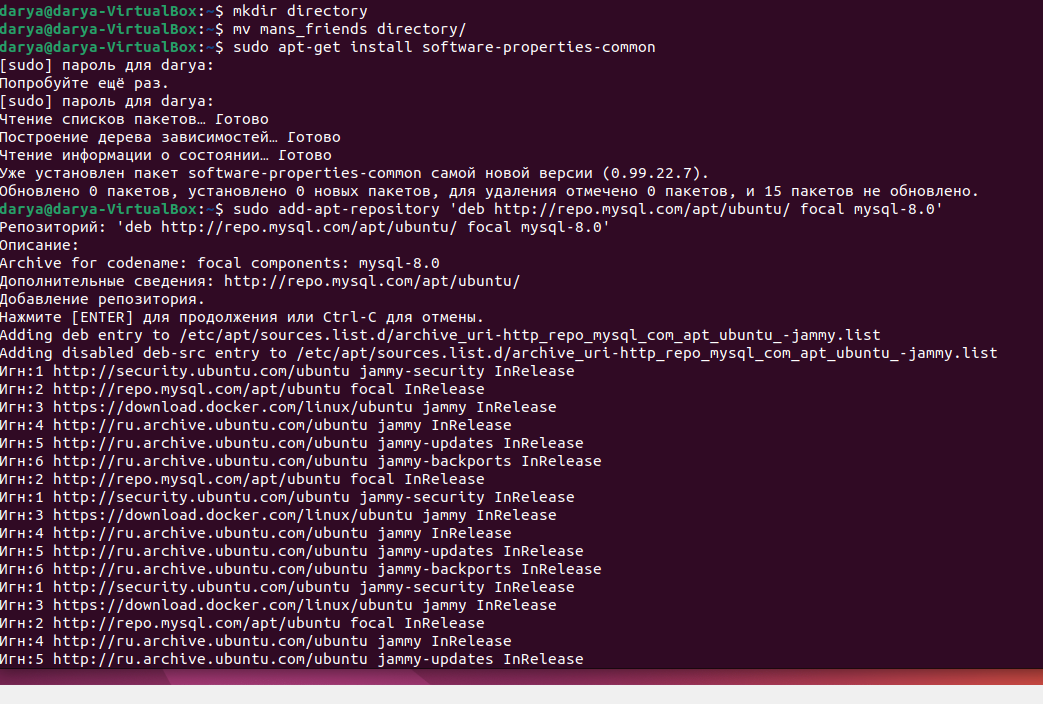 darya@darya-VirtualBox:~$ mkdir directory
darya@darya-VirtualBox:~$ mv mans_friends directory/
darya@darya-VirtualBox:~$ sudo apt-get install software-properties-common
[sudo] пароль для darya:
Попробуйте ещё раз.
[sudo] пароль для darya:
Чтение списков пакетов… Готово
Построение дерева зависимостей… Готово
Чтение информации о состоянии… Готово
Уже установлен пакет software-properties-common самой новой версии (0.99.22.7).
Обновлено 0 пакетов, установлено 0 новых пакетов, для удаления отмечено 0 пакетов, и 15 пакетов не обновлено.
darya@darya-VirtualBox:~$ sudo add-apt-repository 'deb http://repo.mysql.com/apt/ubuntu/ focal mysql-8.0'
Репозиторий: 'deb http://repo.mysql.com/apt/ubuntu/ focal mysql-8.0'
Описание:
Archive for codename: focal components: mysql-8.0
Дополнительные сведения: http://repo.mysql.com/apt/ubuntu/
Добавление репозитория.
Нажмите [ENTER] для продолжения или Ctrl-C для отмены.
Adding deb entry to /etc/apt/sources.list.d/archive_uri-http_repo_mysql_com_apt_ubuntu_-jammy.list
Adding disabled deb-src entry to /etc/apt/sources.list.d/archive_uri-http_repo_mysql_com_apt_ubuntu_-jammy.list
Игн:1 http://security.ubuntu.com/ubuntu jammy-security InRelease
Игн:2 http://repo.mysql.com/apt/ubuntu focal InRelease
Игн:3 https://download.docker.com/linux/ubuntu jammy InRelease
Игн:4 http://ru.archive.ubuntu.com/ubuntu jammy InRelease
Игн:5 http://ru.archive.ubuntu.com/ubuntu jammy-updates InRelease
Игн:6 http://ru.archive.ubuntu.com/ubuntu jammy-backports InRelease
Игн:2 http://repo.mysql.com/apt/ubuntu focal InRelease
Игн:1 http://security.ubuntu.com/ubuntu jammy-security InRelease
Игн:3 https://download.docker.com/linux/ubuntu jammy InRelease
Игн:4 http://ru.archive.ubuntu.com/ubuntu jammy InRelease
Игн:5 http://ru.archive.ubuntu.com/ubuntu jammy-updates InRelease
Игн:6 http://ru.archive.ubuntu.com/ubuntu jammy-backports InRelease
Игн:1 http://security.ubuntu.com/ubuntu jammy-security InRelease
Игн:3 https://download.docker.com/linux/ubuntu jammy InRelease
Игн:2 http://repo.mysql.com/apt/ubuntu focal InRelease
Игн:4 http://ru.archive.ubuntu.com/ubuntu jammy InRelease
Игн:5 http://ru.archive.ubuntu.com/ubuntu jammy-updates InRelease